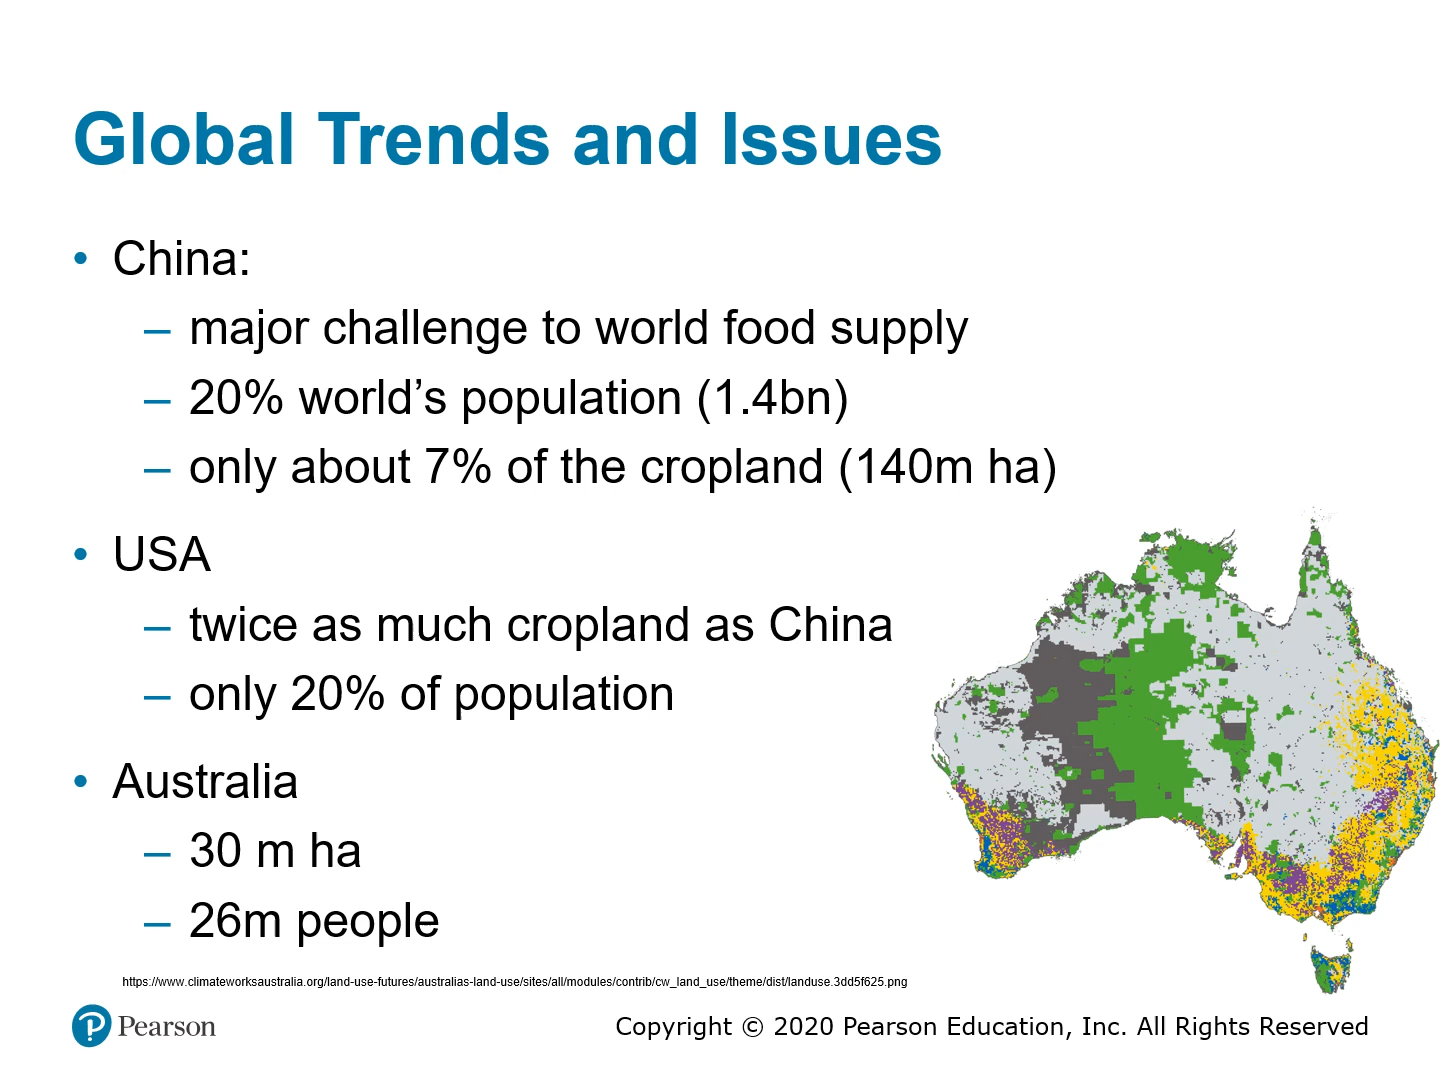 Global Trends and Issues
• China:
– major challenge to world food supply
– 20% world’s population (1.4bn)
– only about 7% of the cropland (140m ha)
• USA
– twice as much cropland as China
– only 20% of population
• Australia
– 30 m ha
– 26m people
https://www.climateworksaustralia.org/land-use-futures/australias-land-use/sites/all/modules/contrib/cw_land_use/theme/dist/landuse.3dd5f625.png
P Pearson
Copyright © 2020 Pearson Education, Inc. All Rights Reserved